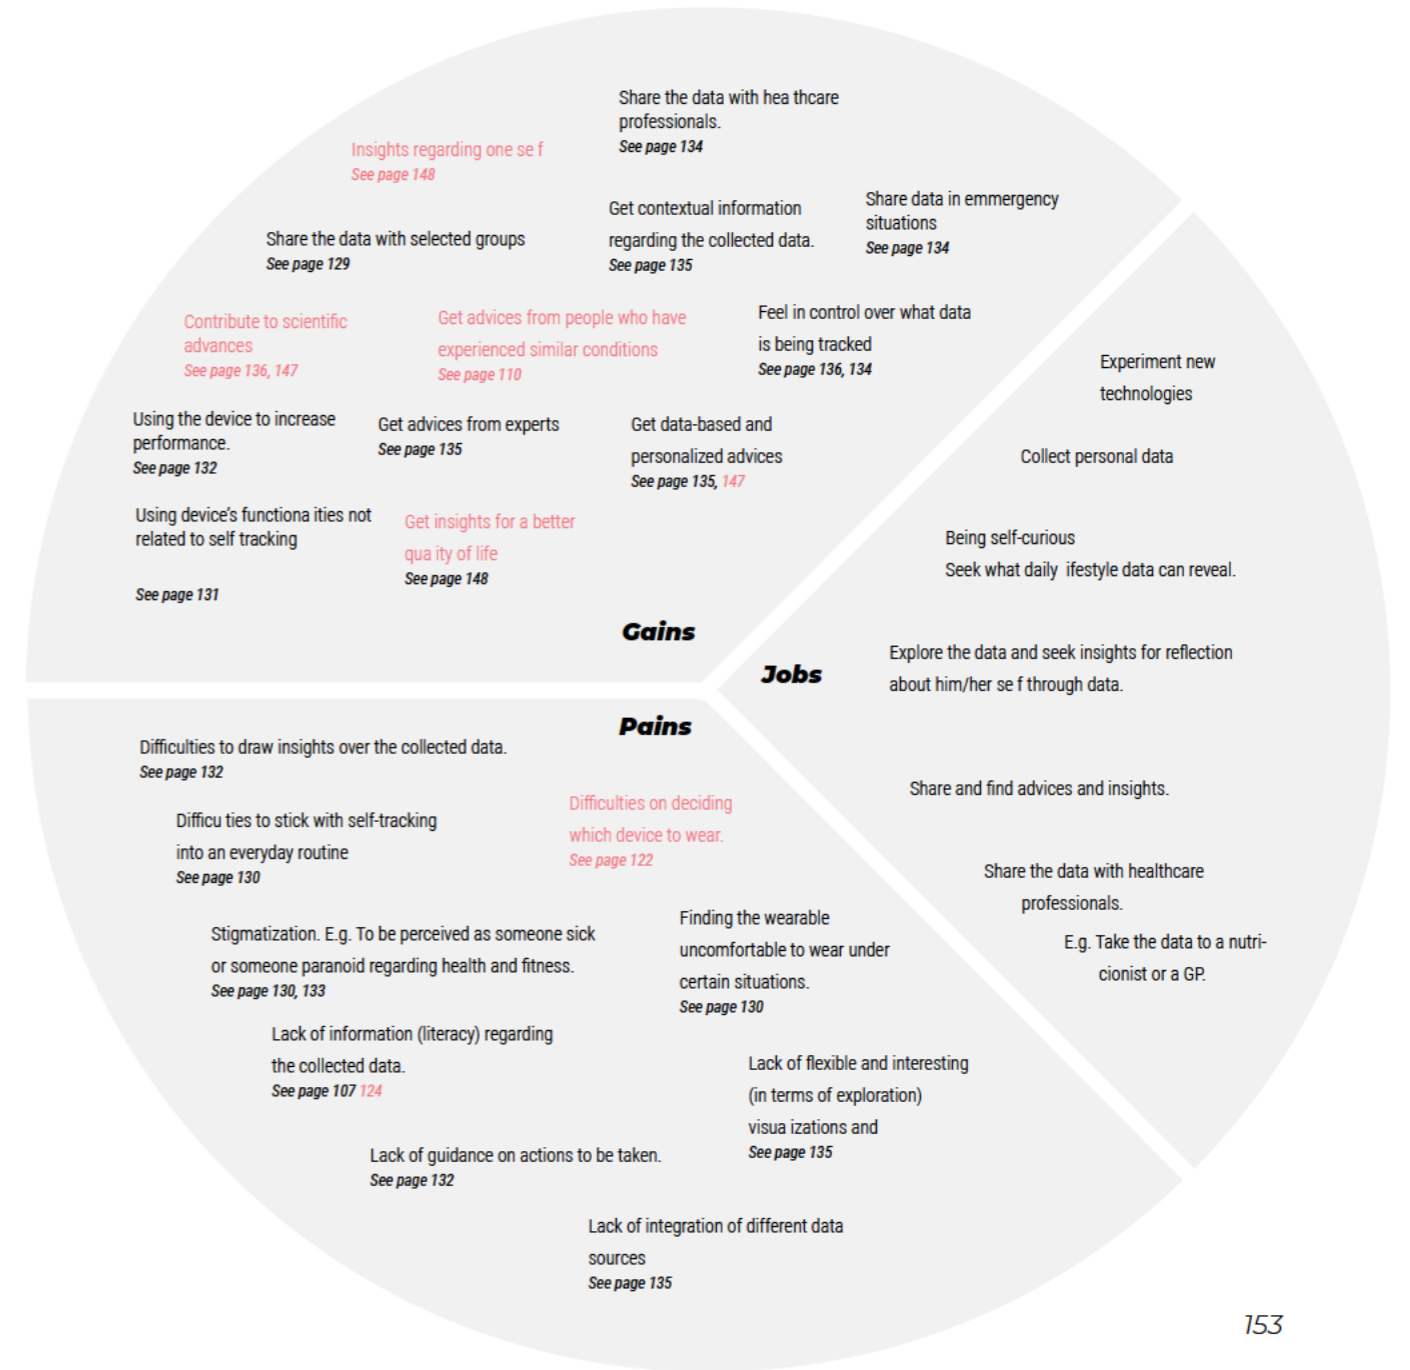 Share the data with hea thcare
professionals.
See page 134
Insights regarding one se f
See page 148
Share data in emmergency
situations
See page 134
Get contextual information
regarding the collected data.
See page 135
Share the data with selected groups
See page 129
Contribute to scientific
advances
See page 136, 147
Get advices from people who have
experienced similar conditions
See page 110
Feel in control over what data
is being tracked
See page 136, 134
Using the device to increase
performance.
See page 132
Get advices from experts
See page 135
Get data-based and
personalized advices
See page 135, 147
Using device's functiona ities not
related to self tracking
See page 131
Get insights for a better
qua ity of life
See page 148
Gains
Jobs
Experiment new
technologies
Collect personal data
Being self-curious
Seek what daily  ifestyle data can reveal.
Explore the data and seek insights for reflection
about him/her se f through data.
Share and find advices and insights.
Share the data with healthcare
professionals.
E.g. Take the data to a nutri-
cionist or a GP.
Pains
Difficulties to draw insights over the collected data.
See page 132
Difficu ties to stick with self-tracking
into an everyday routine
See page 130
Difficulties on deciding
which device to wear.
See page 122
Stigmatization. E.g. To be perceived as someone sick
or someone paranoid regarding health and fitness.
See page 130, 133
Finding the wearable
uncomfortable to wear under
certain situations.
See page 130
Lack of information (literacy) regarding
the collected data.
See page 107 124
Lack of flexible and interesting
(in terms of exploration)
visua izations and
See page 135
Lack of guidance on actions to be taken.
See page 132
Lack of integration of different data
sources
See page 135
153